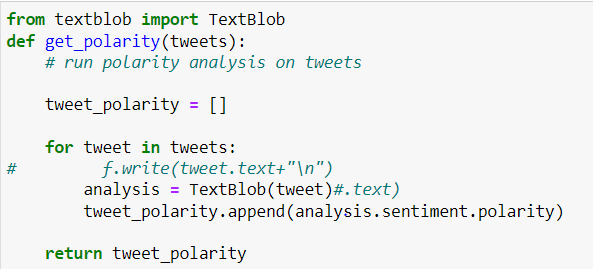 from textblob import TextBlob
def get_polarity(tweets):
    # run polarity analysis on tweets

    tweet_polarity = []

    for tweet in tweets:
#         f.write(tweet.text+"\n")
        analysis = TextBlob(tweet)#.text)
        tweet_polarity.append(analysis.sentiment.polarity)

    return tweet_polarity